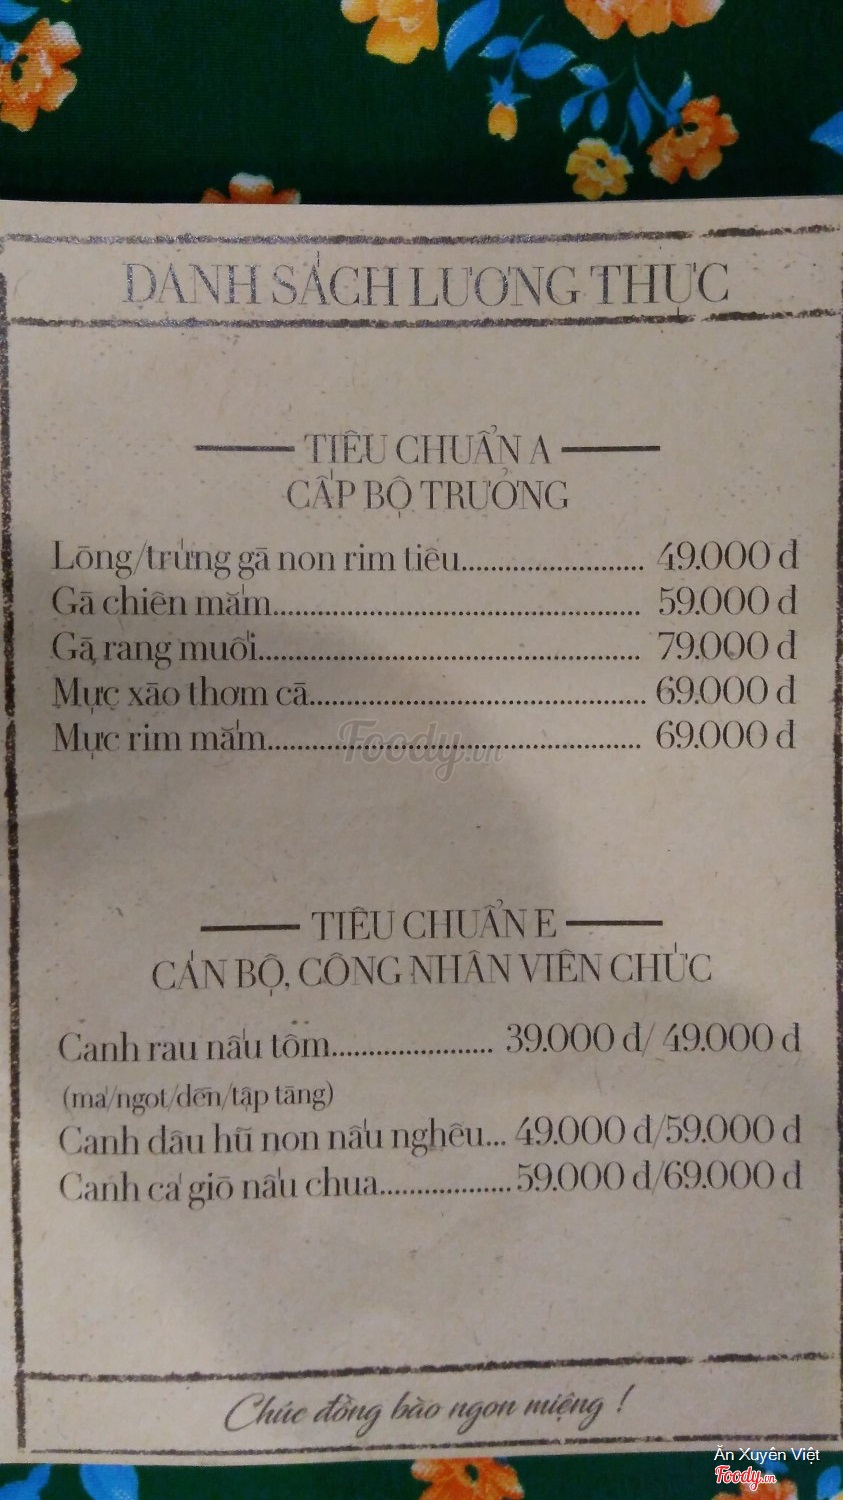 DANH SÁCH LƯƠNG THỰC
TIÊU CHUẨN A
CẤP BỘ TRƯỞNG
Lòng/trứng gà non rim tiêu....................... 49.000 đ
Gà chiên mắm............................................... 59.000 đ
Gà rang muối................................................. 79.000 đ
Mực xào thơm cà........................................... 69.000 đ
Mực rim mắm................................................ 69.000 đ
Foody.vn
TIÊU CHUẨN E
CÁN BỘ, CÔNG NHÂN VIÊN CHỨC
Canh rau nấu tôm...................... 39.000 đ/ 49.000 đ
(má/ngọt/dền/tập tàng)
Canh đậu hũ non nấu nghêu... 49.000 đ/59.000 đ
Canh cá giò nấu chua.................. 59.000 đ/69.000 đ
Chúc đồng bào ngon miệng !
Ăn Xuyên Việt
Foody.vn